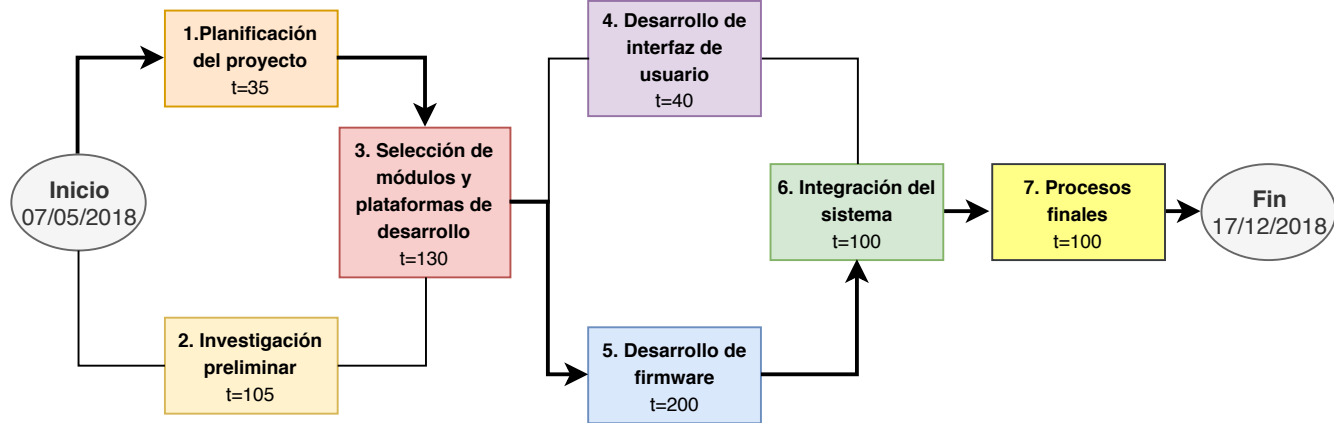 Inicio
07/05/2018
1.Planificación
del proyecto
t=35
2. Investigación
preliminar
t=105
3. Selección de
módulos y
plataformas de
desarrollo
t=130
4. Desarrollo de
interfaz de
usuario
t=40
5. Desarrollo de
firmware
t=200
6. Integración del
sistema
t=100
7. Procesos
finales
t=100
Fin
17/12/2018